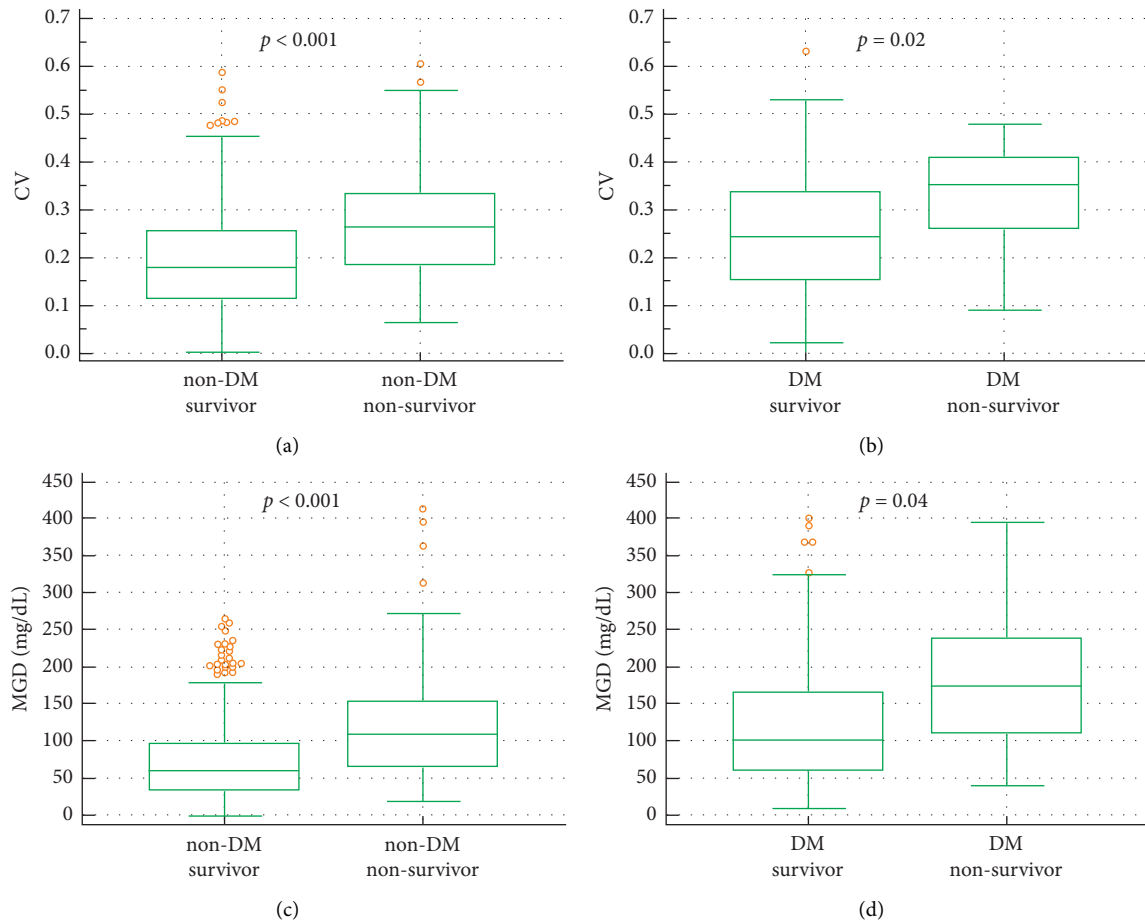 p < 0.001
0.7
0.6
0.5
0.4
0.3
0.2
0.1
0.0
CV
non-DM
survivor
non-DM
non-survivor
(a)
p = 0.02
0.7
0.6
0.5
0.4
0.3
0.2
0.1
0.0
CV
DM
survivor
DM
non-survivor
(b)
p < 0.001
450
400
350
300
250
200
150
100
50
0
MGD (mg/dL)
non-DM
survivor
non-DM
non-survivor
(c)
p = 0.04
450
400
350
300
250
200
150
100
50
0
MGD (mg/dL)
DM
survivor
DM
non-survivor
(d)